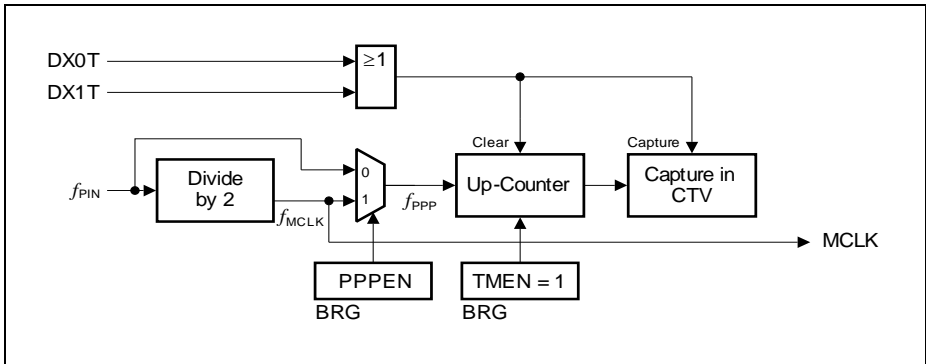 DX0T
DX1T
≥1
Clear
Capture
fPIN
Divide
by 2
fMCLK
0
1
fPPP
Up-Counter
Capture in
CTV
MCLK
PPPEN
BRG
TMEN = 1
BRG